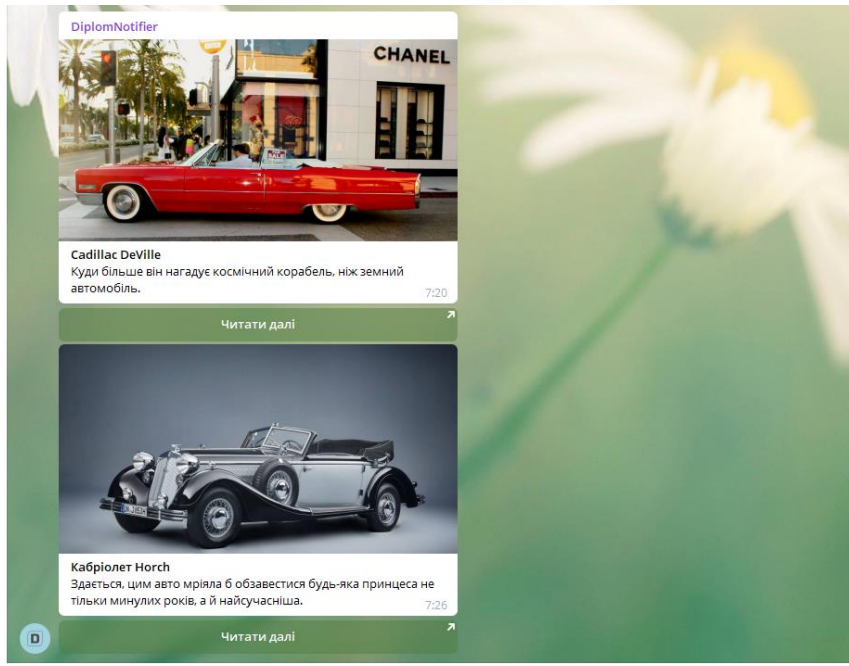 DiplomNotifier
CHANEL
SALE
Cadillac DeVille
Куди більше він нагадує космічний корабель, ніж земний
автомобіль.
7:20
Читати далі
Кабріолет Horch
Здається, цим авто мріяла б обзавестися будь-яка принцеса не
тільки минулих років, а й найсучасніша.
7:26
D
Читати далі